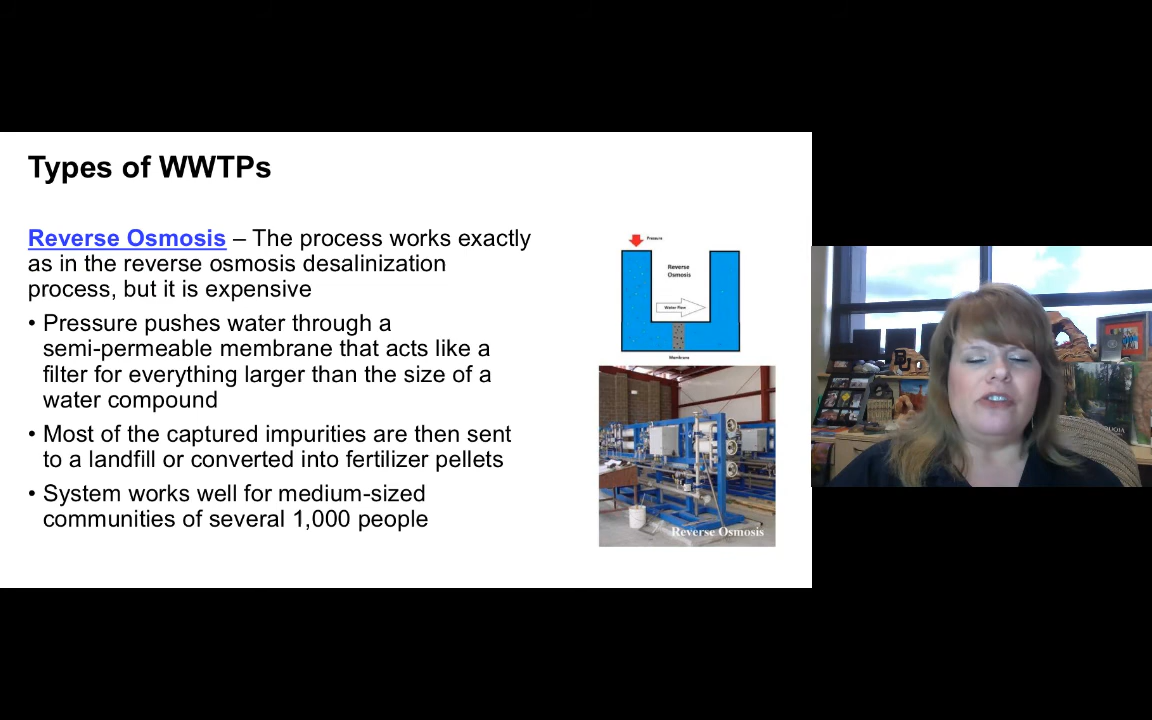 Types of WWTPs
Reverse Osmosis – The process works exactly
as in the reverse osmosis desalinization
process, but it is expensive
• Pressure pushes water through a
semi-permeable membrane that acts like a
filter for everything larger than the size of a
water compound
• Most of the captured impurities are then sent
to a landfill or converted into fertilizer pellets
• System works well for medium-sized
communities of several 1,000 people
Pressure
Reverse
Osmosis
Water Flow
Membrane
Reverse Osmosis